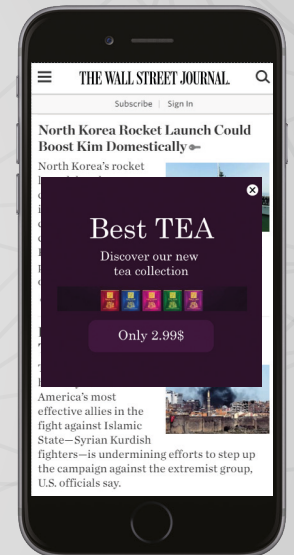 THE WALL STREET JOURNAL.
Subscribe | Sign In
North Korea Rocket Launch Could
Boost Kim Domestically
North Korea's rocket
Best TEA
Discover our new
tea collection
Only 2.99$
America's most
effective allies in the
fight against Islamic
State—Syrian Kurdish
fighters—is undermining efforts to step up
the campaign against the extremist group,
U.S. officials say.